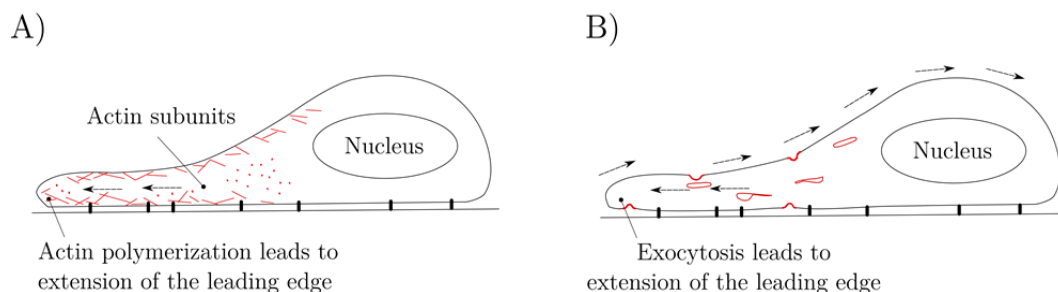 A)
Actin subunits
Nucleus
Actin polymerization leads to
extension of the leading edge
B)
Nucleus
Exocytosis leads to
extension of the leading edge